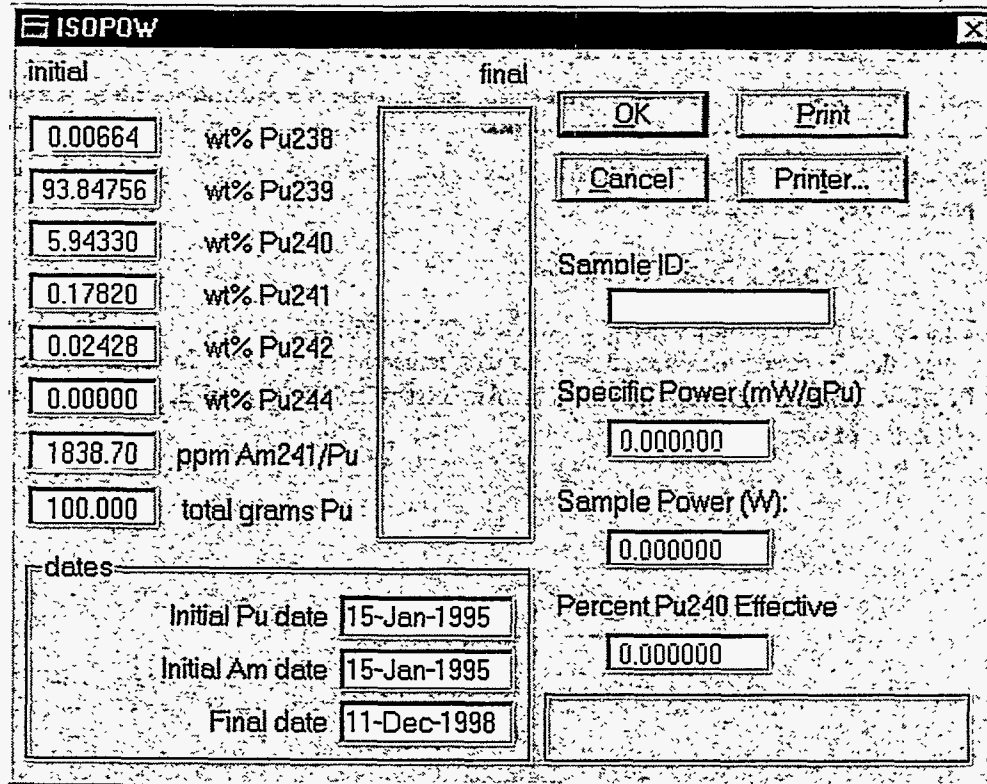 ISOPOW
initial final
0.00664 wt% Pu238
93.84756 wt% Pu239
5.94330 wt% Pu240
0.17820 wt% Pu241
0.02428 wt% Pu242
0.00000 wt% Pu244
1838.70 ppm Am241/Pu
100.000 total grams Pu
dates
Initial Pu date 15-Jan-1995
Initial Am date 15-Jan-1995
Final date 11-Dec-1998
OK Print
Cancel Printer...
Sample ID:
Specific Power (mW/gPu)
0.000000
Sample Power (W):
0.000000
Percent Pu240 Effective
0.000000